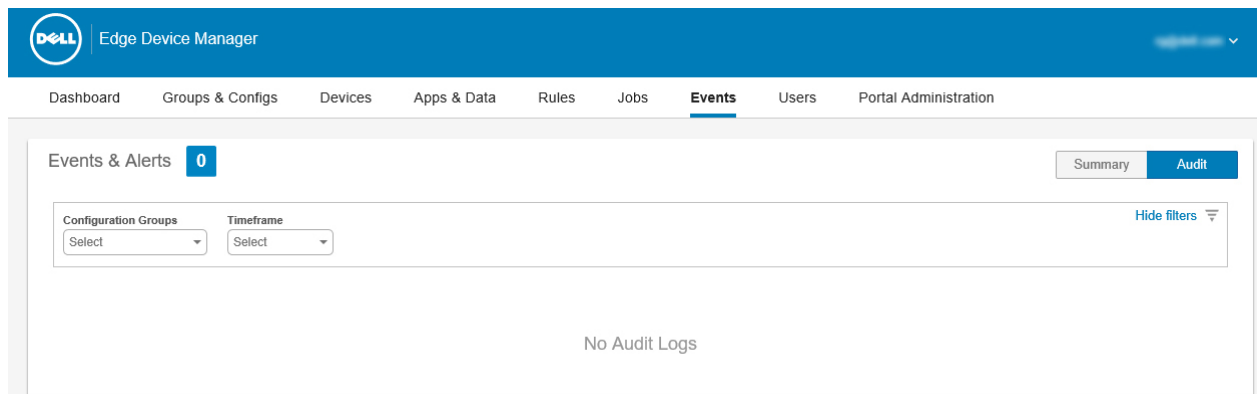 DELL Edge Device Manager
Dashboard Groups & Configs Devices Apps & Data Rules Jobs Events Users Portal Administration
Events & Alerts 0 Summary Audit
Configuration Groups Timeframe Hide filters
Select Select
No Audit Logs